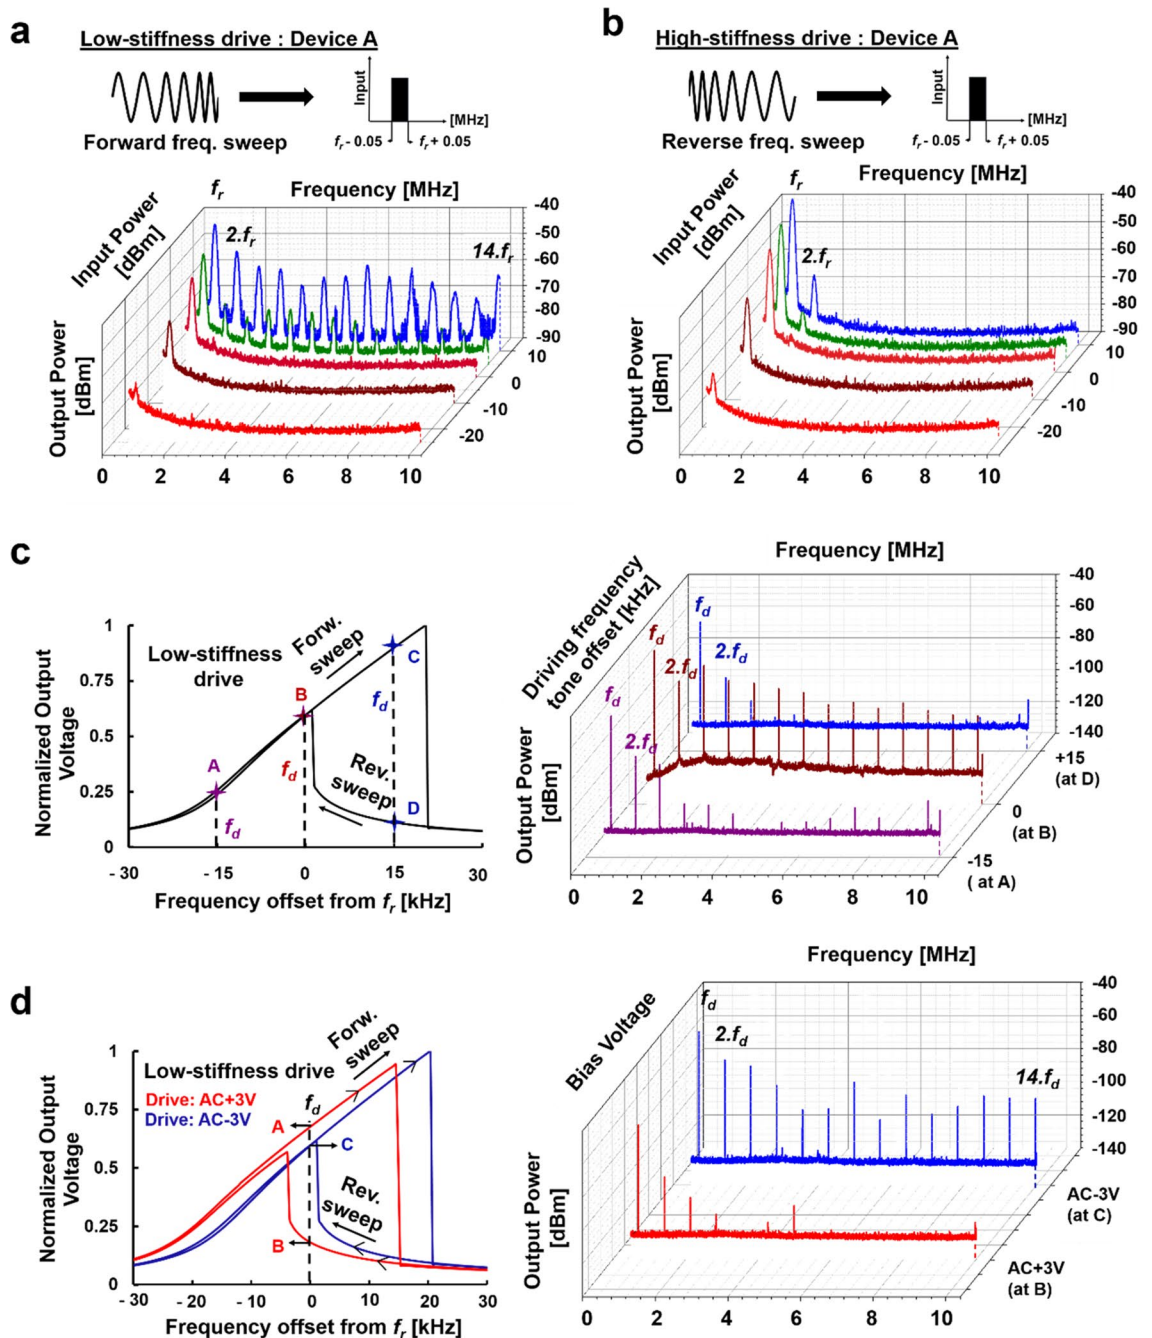 a
Low-stiffness drive : Device A
Input
[MHz]
Forward freq. sweep
fr - 0.05
fr + 0.05
Input Power
[dBm]
fr
Frequency [MHz]
2.fr
14.fr
-40
-50
-60
-70
-80
-90
10
0
-10
-20
Output Power
[dBm]
0
2
4
6
8
10
b
High-stiffness drive : Device A
Input
[MHz]
Reverse freq. sweep
fr - 0.05
fr + 0.05
Input Power
[dBm]
fr
Frequency [MHz]
2.fr
-40
-50
-60
-70
-80
-90
10
0
-10
-20
Output Power
[dBm]
0
2
4
6
8
10
c
Normalized Output
Voltage
1
0.75
0.5
0.25
0
Low-stiffness
drive
Forw.
sweep
Rev.
sweep
A
B
C
D
fd
fd
fd
- 30
- 15
0
15
30
Frequency offset from fr [kHz]
Frequency [MHz]
Driving frequency
tone offset [kHz]
fd
2.fd
fd
2.fd
fd
2.fd
-40
-60
-80
-100
-120
-140
+15
(at D)
0
(at B)
-15
( at A)
Output Power
[dBm]
0
2
4
6
8
10
d
Normalized Output
Voltage
1
0.75
0.5
0.25
0
Low-stiffness drive
Drive: AC+3V
Drive: AC-3V
Forw.
sweep
Rev.
sweep
fd
A
B
C
- 30
- 20
- 10
0
10
20
30
Frequency offset from fr [kHz]
Frequency [MHz]
Bias Voltage
fd
2.fd
14.fd
-40
-60
-80
-100
-120
-140
AC-3V
(at C)
AC+3V
(at B)
Output Power
[dBm]
0
2
4
6
8
10